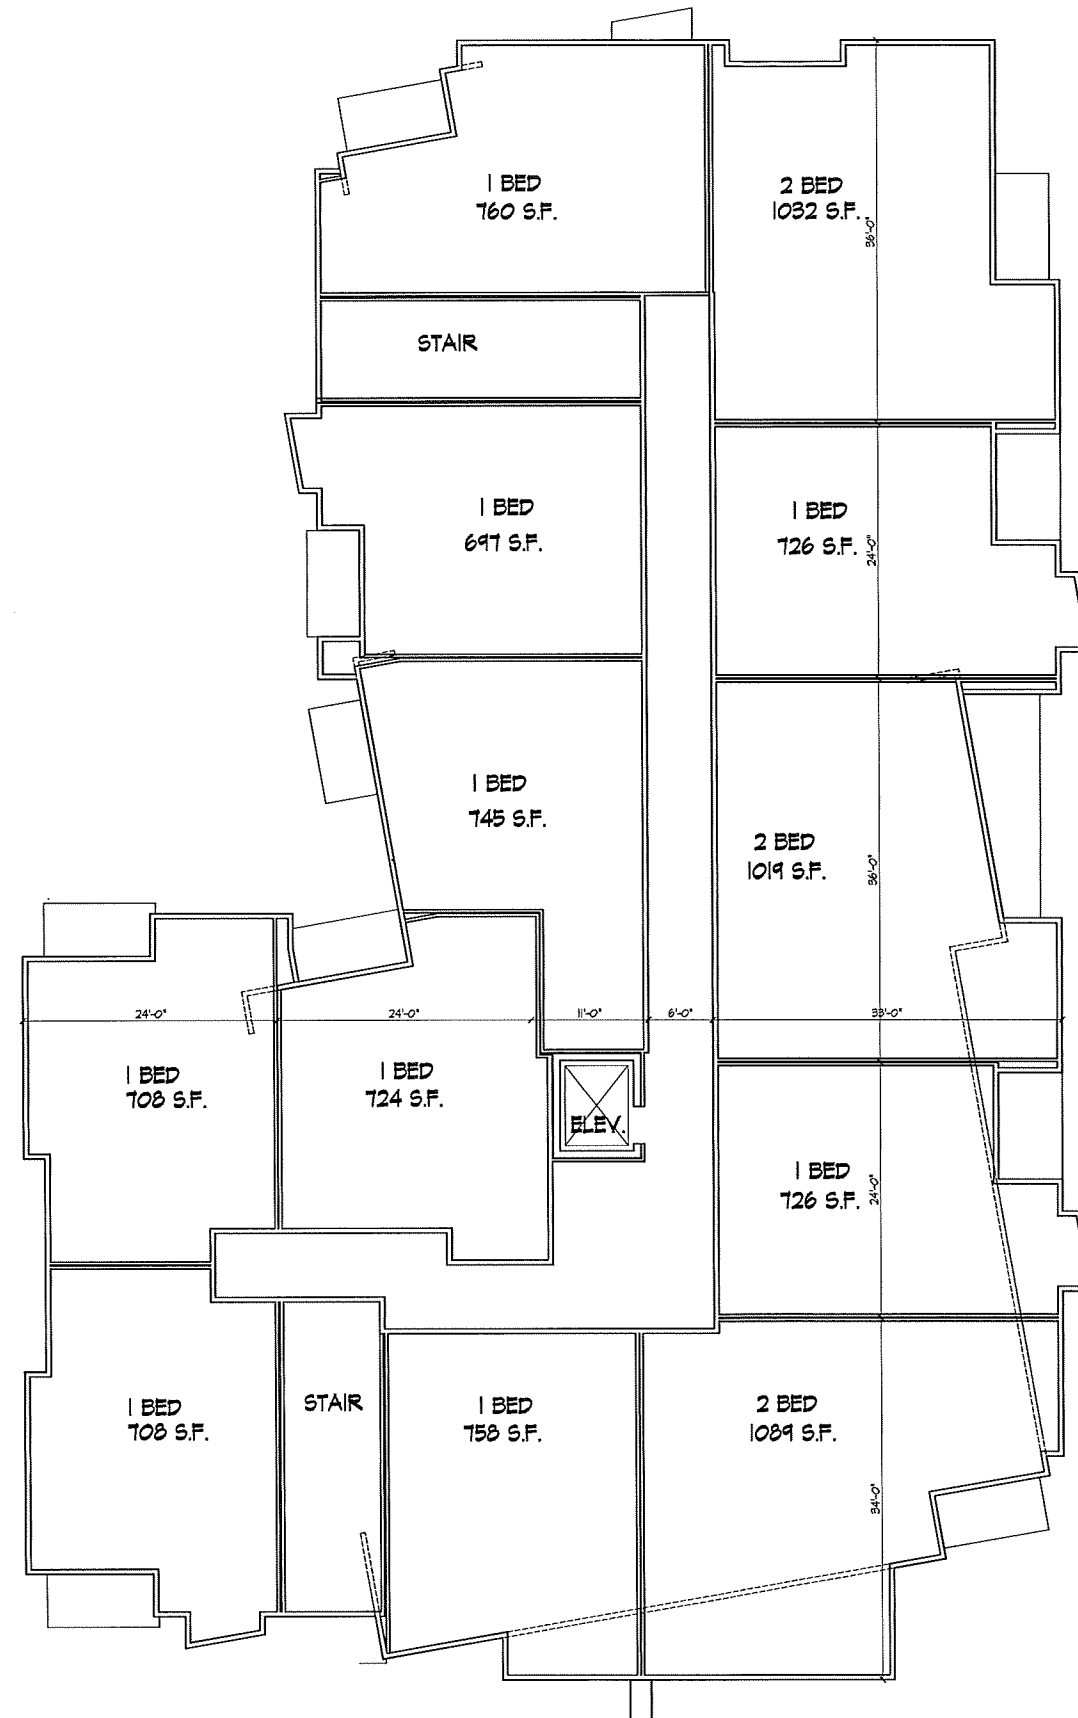 1 BED
760 S.F.
2 BED
1032 S.F.
36'-0"
STAIR
1 BED
697 S.F.
1 BED
726 S.F.
24'-0"
1 BED
745 S.F.
2 BED
1019 S.F.
36'-0"
24'-0"
24'-0"
11'-0"
6'-0"
33'-0"
1 BED
708 S.F.
1 BED
724 S.F.
ELEV.
1 BED
726 S.F.
24'-0"
1 BED
708 S.F.
STAIR
1 BED
758 S.F.
2 BED
1089 S.F.
34'-0"